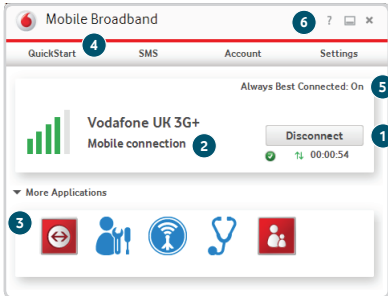 Mobile Broadband
6
?
QuickStart
4
SMS
Account
Settings
Always Best Connected: On
5
Vodafone UK 3G+
Disconnect
1
Mobile connection
2
00:00:54
More Applications
3